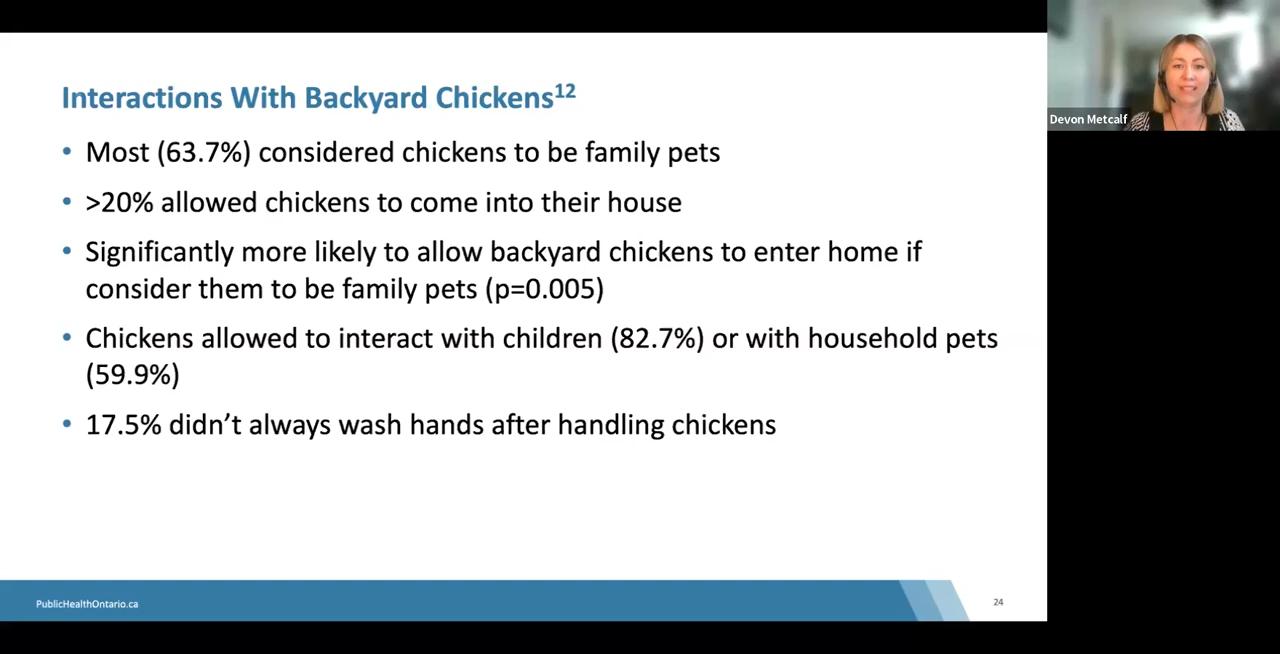 Interactions With Backyard Chickens12
• Most (63.7%) considered chickens to be family pets
• >20% allowed chickens to come into their house
• Significantly more likely to allow backyard chickens to enter home if
consider them to be family pets (p=0.005)
• Chickens allowed to interact with children (82.7%) or with household pets
(59.9%)
• 17.5% didn’t always wash hands after handling chickens
PublicHealthOntario.ca
24
Devon Metcalf